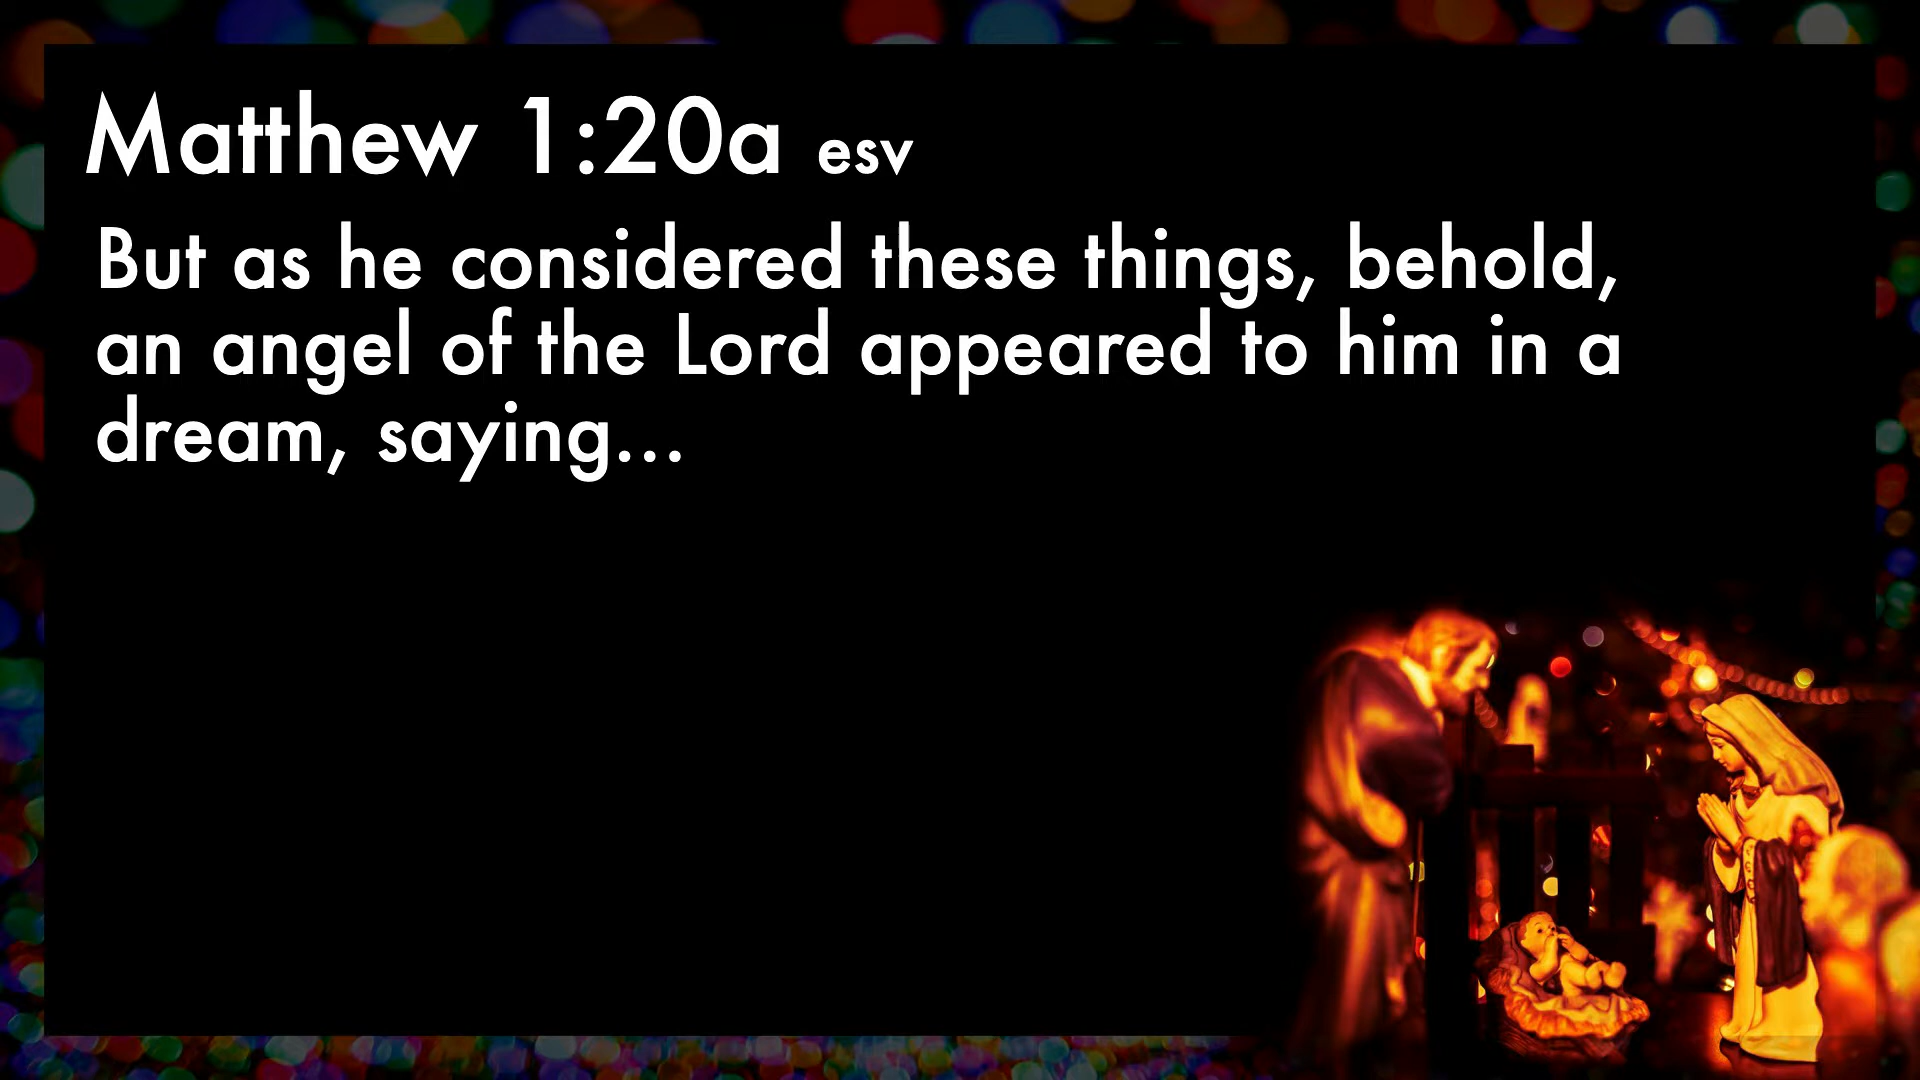 Matthew 1:20a esv
But as he considered these things, behold,
an angel of the Lord appeared to him in a
dream, saying...